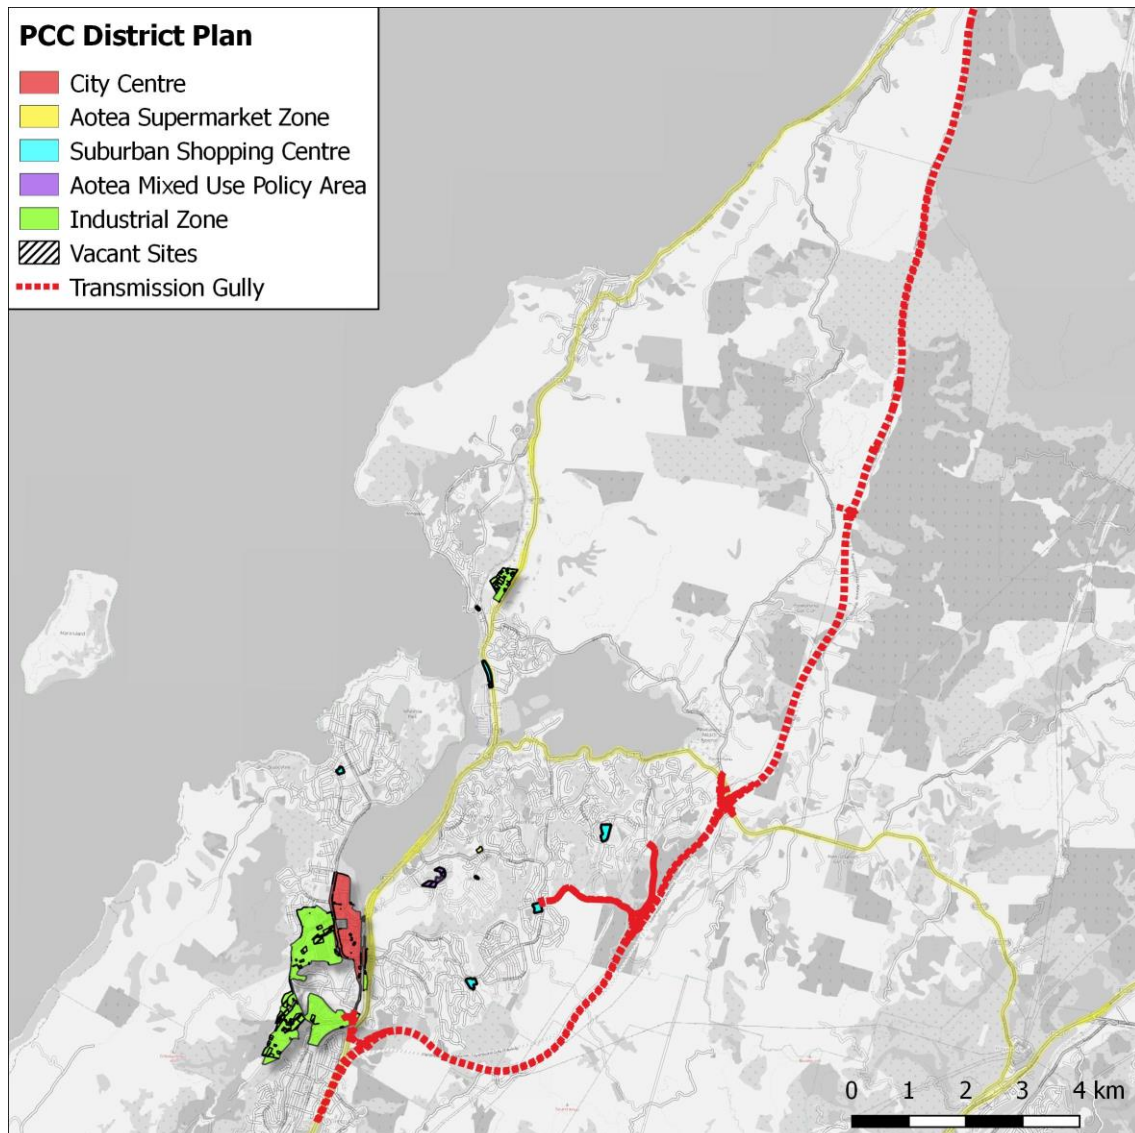 PCC District Plan
City Centre
Aotea Supermarket Zone
Suburban Shopping Centre
Aotea Mixed Use Policy Area
Industrial Zone
Vacant Sites
Transmission Gully
0 1 2 3 4 km